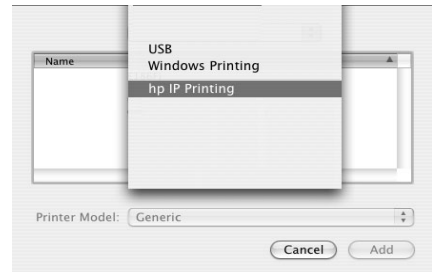 USB
Windows Printing
Name
hp IP Printing
Printer Model: Generic
Cancel Add